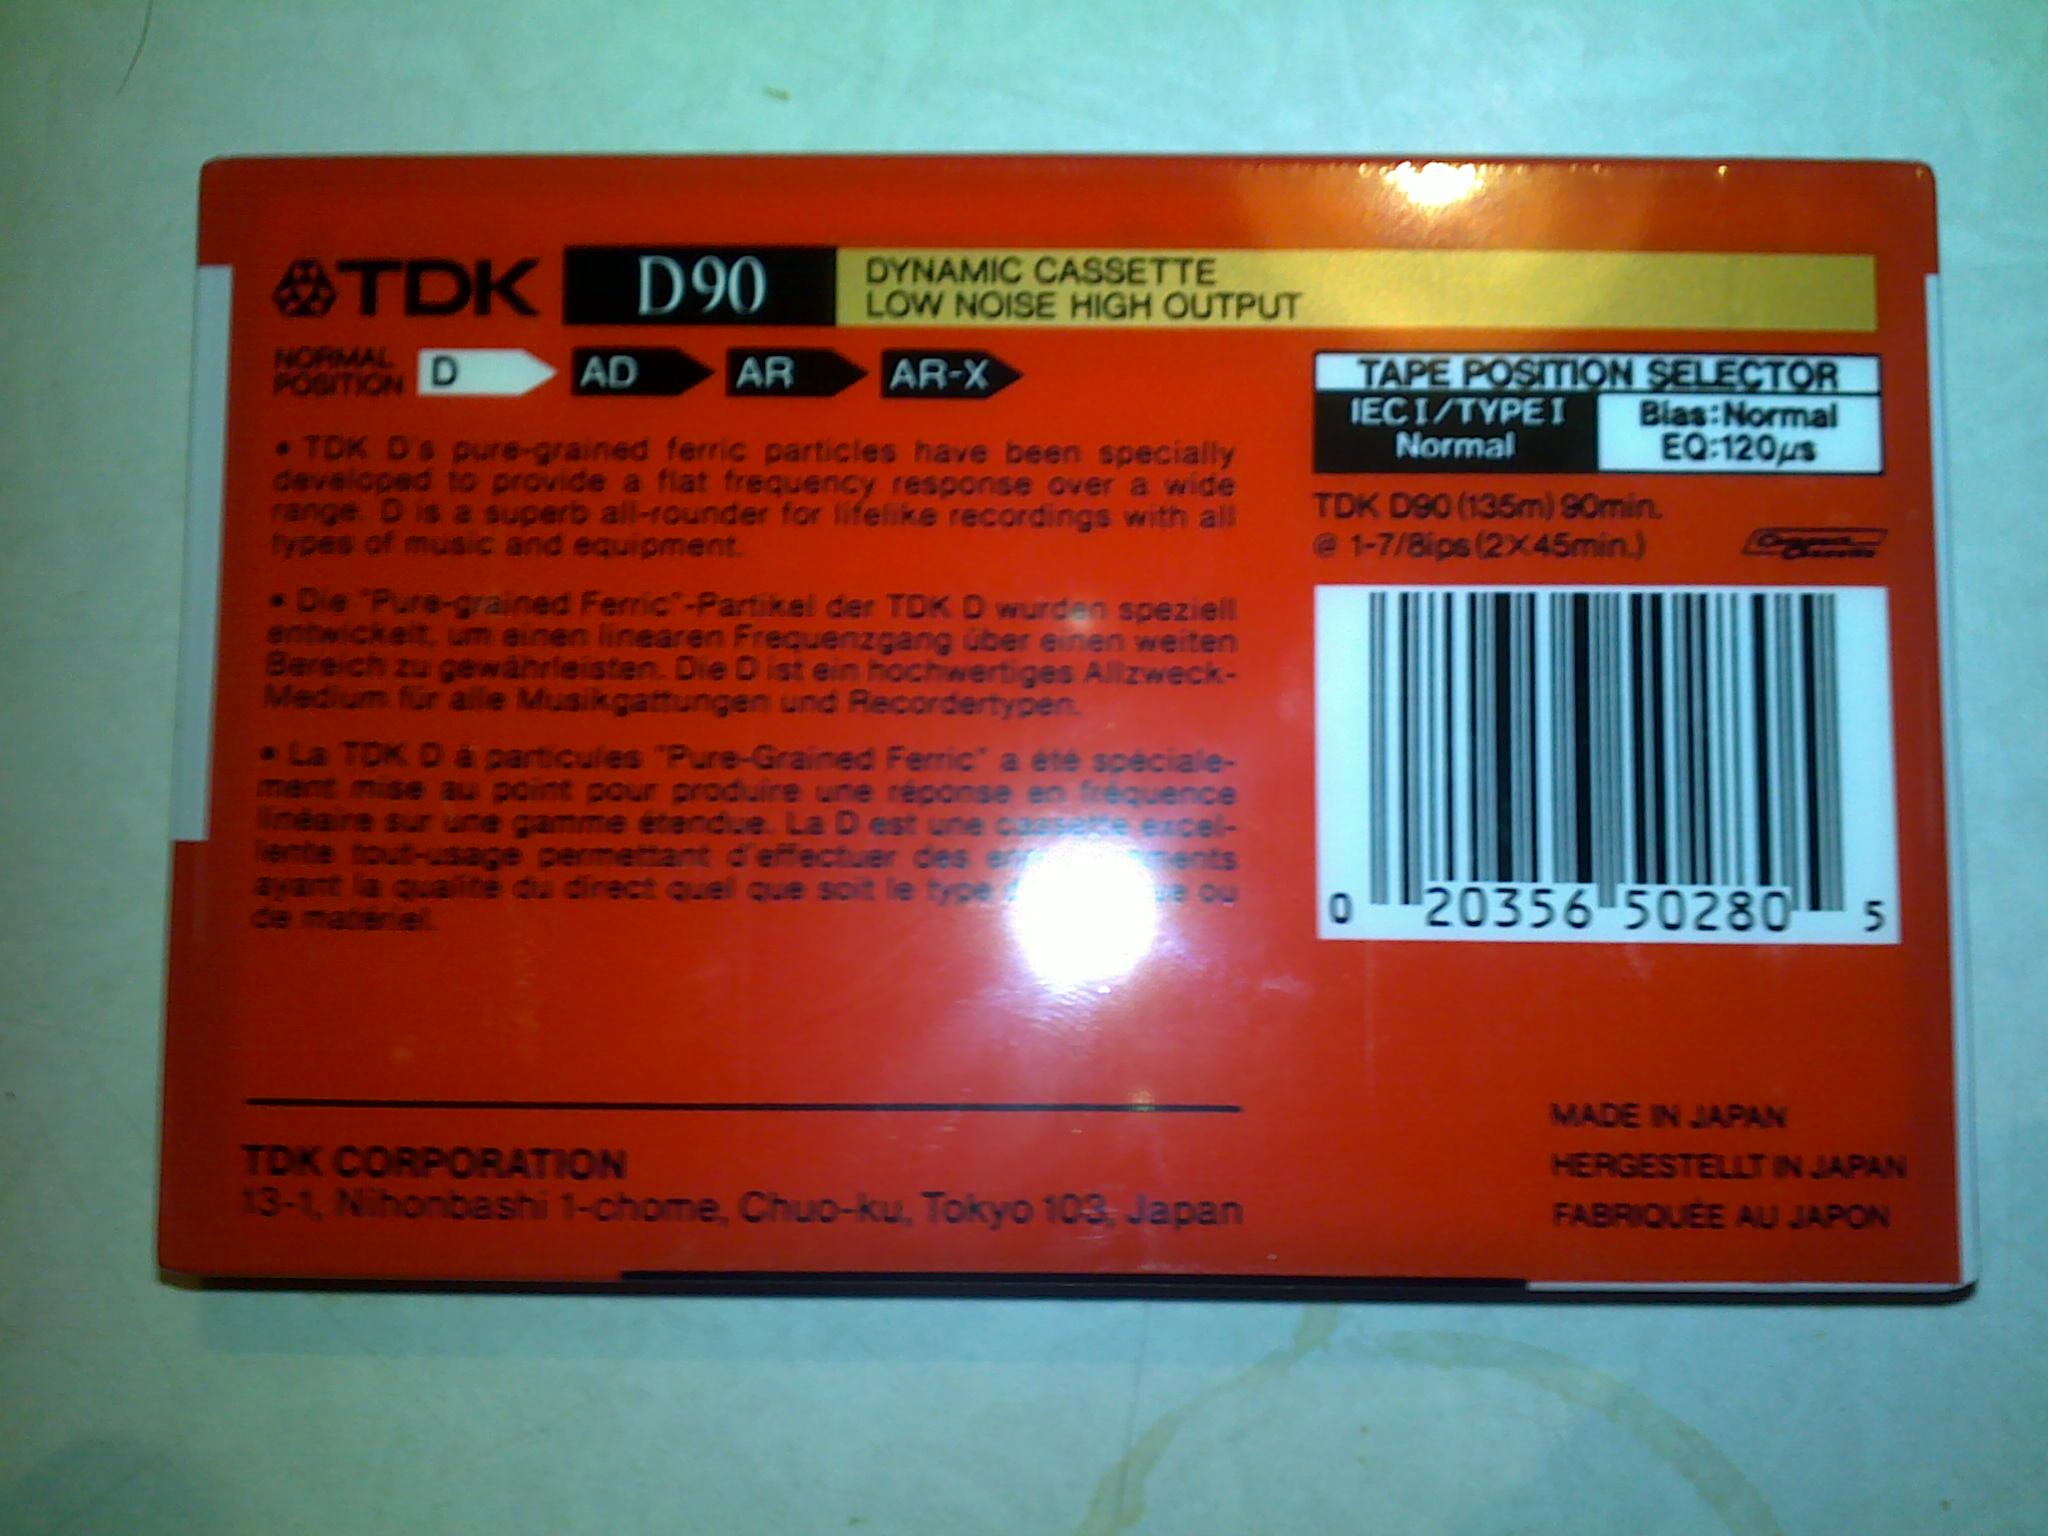 TDK D90 DYNAMIC CASSETTE
LOW NOISE HIGH OUTPUT
NORMAL
POSITION D AD AR AR-X
• TDK D's pure-grained ferric particles have been specially
developed to provide a flat frequency response over a wide
range. D is a superb all-rounder for lifelike recordings with all
types of music and equipment.
• Die "Pure-grained Ferric"-Partikel der TDK D wurden speziell
entwickelt, um einen linearen Frequenzgang über einen weiten
Bereich zu gewährleisten. Die D ist ein hochwertiges Allzweck-
Medium für alle Musikgattungen und Recordertypen.
• La TDK D à particules "Pure-Grained Ferric" a été spéciale-
ment mise au point pour produire une réponse en fréquence
linéaire sur une gamme étendue. La D est une cassette excel-
lente tout-usage permettant d'effectuer des
ayant la qualité du direct quel que soit le type ou
de matériel.
TAPE POSITION SELECTOR
IEC I/TYPE I
Normal
Bias:Normal
EQ:120μs
TDK D90 (135m) 90min.
@ 1-7/8ips (2×45min.)
Compact
Cassette
0 20356 50280 5
TDK CORPORATION
13-1, Nihonbashi 1-chome, Chuo-ku, Tokyo 103, Japan
MADE IN JAPAN
HERGESTELLT IN JAPAN
FABRIQUÉE AU JAPON